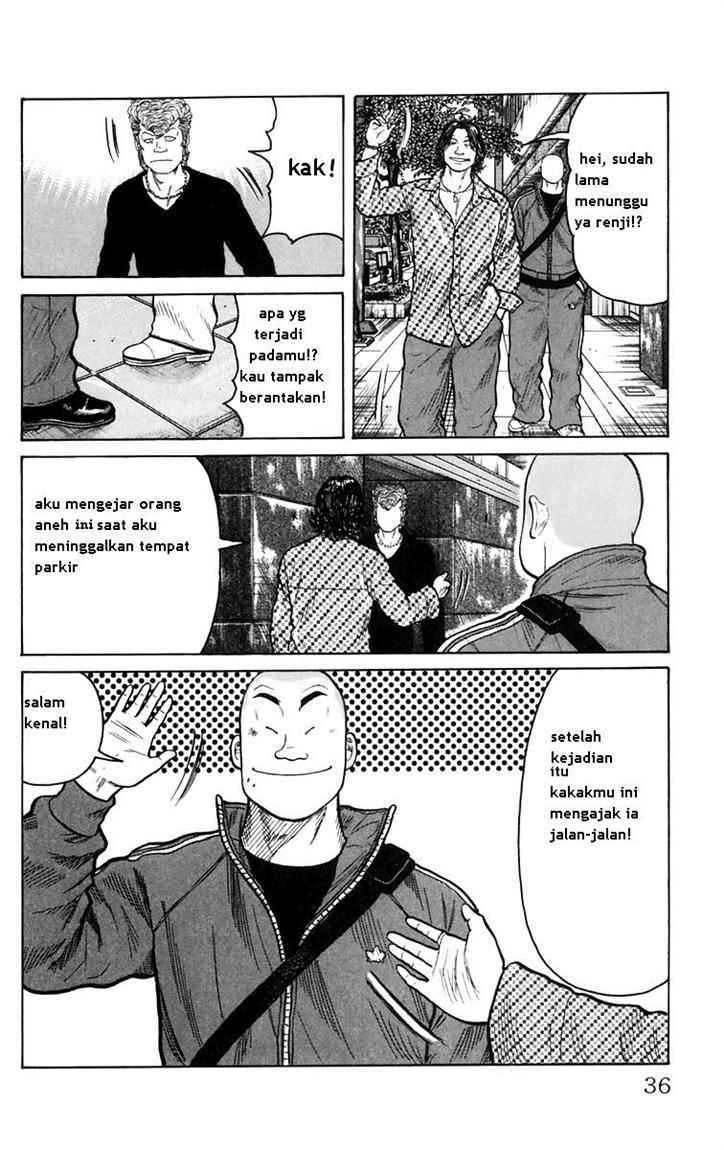 kak!
hei, sudah
lama
menunggu
ya renji!?
apa yg
terjadi
padamu!?
kau tampak
berantakan!
aku mengejar orang
aneh ini saat aku
meninggalkan tempat
parkir
salam
kenal!
setelah
kejadian
itu
kakakmu ini
mengajak ia
jalan-jalan!
36